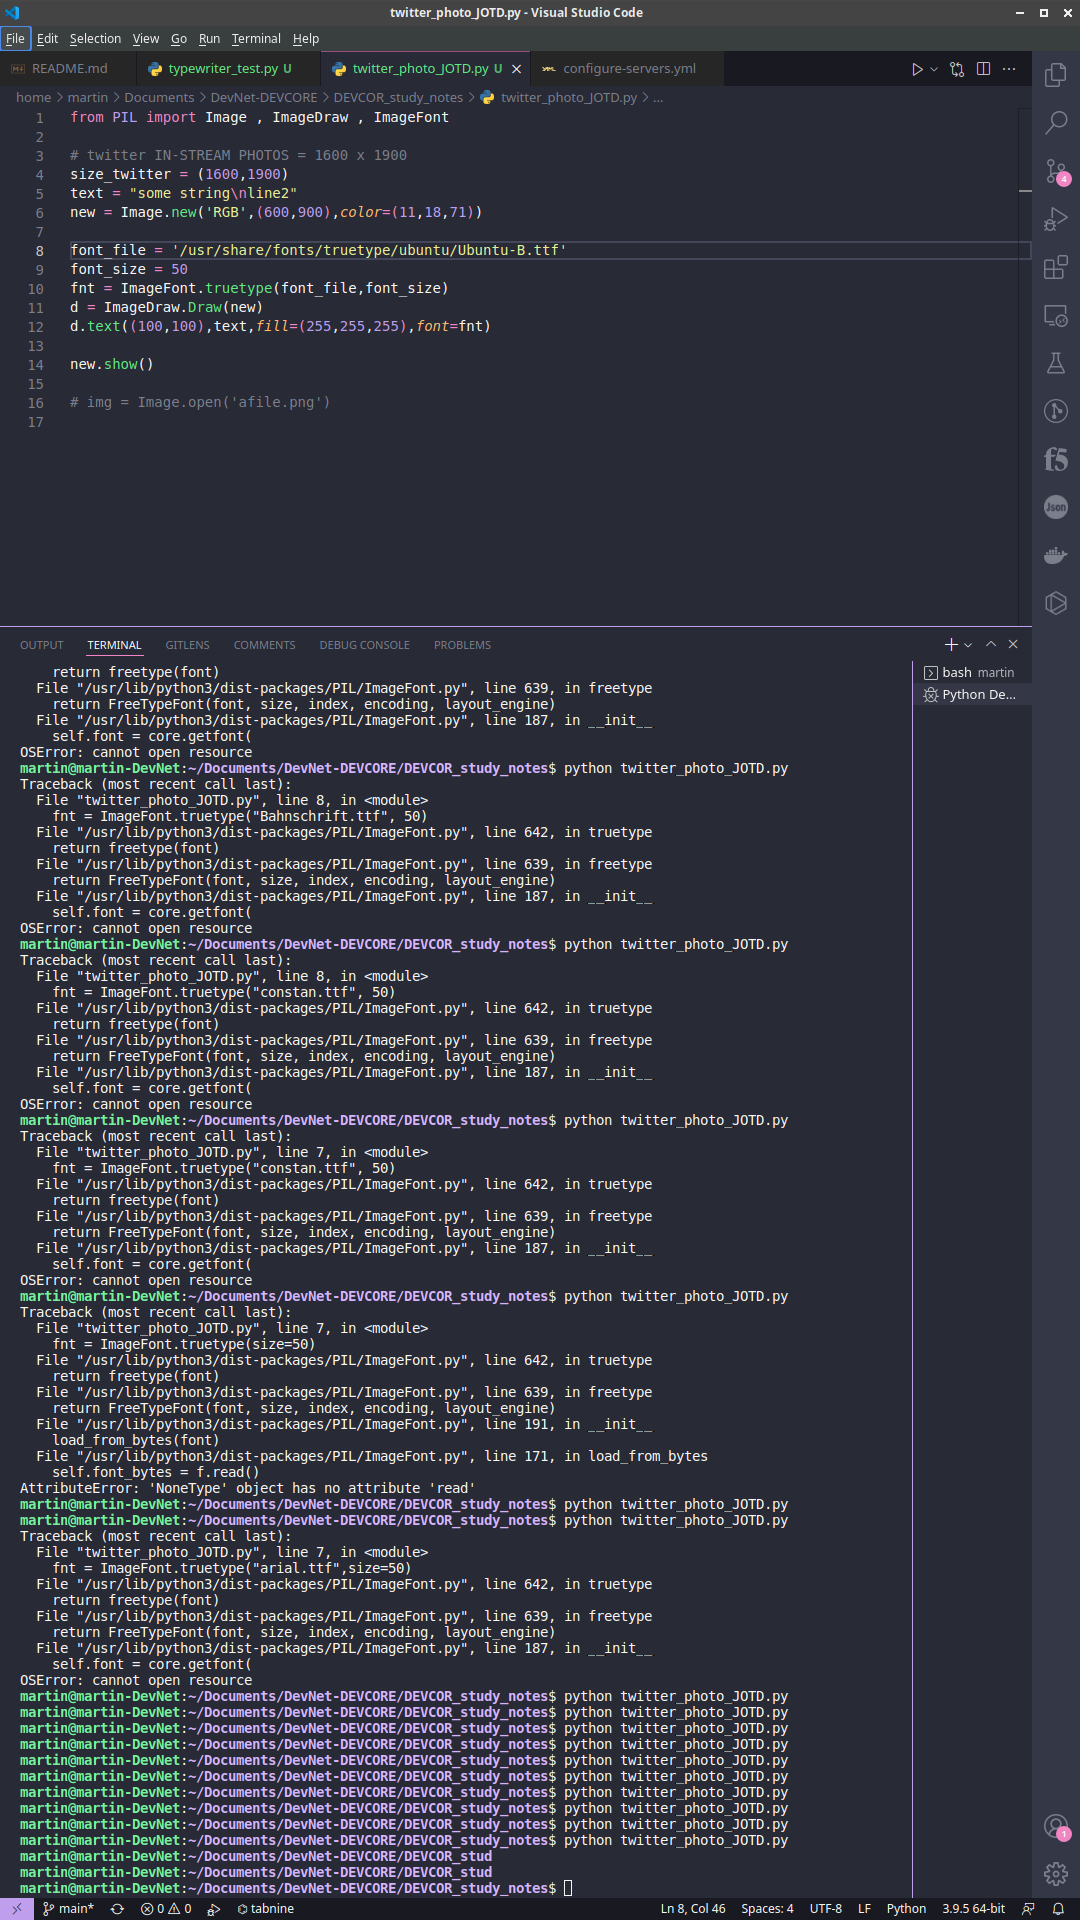 twitter_photo_JOTD.py - Visual Studio Code
File Edit Selection View Go Run Terminal Help
README.md typewriter_test.py U twitter_photo_JOTD.py U configure-servers.yml
home > martin > Documents > DevNet-DEVCORE > DEVCOR_study_notes > twitter_photo_JOTD.py > ...
1 from PIL import Image , ImageDraw , ImageFont
2
3 # twitter IN-STREAM PHOTOS = 1600 x 1900
4 size_twitter = (1600,1900)
5 text = "some string\nline2"
6 new = Image.new('RGB',(600,900),color=(11,18,71))
7
8 font_file = '/usr/share/fonts/truetype/ubuntu/Ubuntu-B.ttf'
9 font_size = 50
10 fnt = ImageFont.truetype(font_file,font_size)
11 d = ImageDraw.Draw(new)
12 d.text((100,100),text,fill=(255,255,255),font=fnt)
13
14 new.show()
15
16 # img = Image.open('afile.png')
17
4
f5
Json
OUTPUT TERMINAL GITLENS COMMENTS DEBUG CONSOLE PROBLEMS
bash martin
Python De...
return freetype(font)
File "/usr/lib/python3/dist-packages/PIL/ImageFont.py", line 639, in freetype
return FreeTypeFont(font, size, index, encoding, layout_engine)
File "/usr/lib/python3/dist-packages/PIL/ImageFont.py", line 187, in __init__
self.font = core.getfont(
OSError: cannot open resource
martin@martin-DevNet:~/Documents/DevNet-DEVCORE/DEVCOR_study_notes$ python twitter_photo_JOTD.py
Traceback (most recent call last):
File "twitter_photo_JOTD.py", line 8, in <module>
fnt = ImageFont.truetype("Bahnschrift.ttf", 50)
File "/usr/lib/python3/dist-packages/PIL/ImageFont.py", line 642, in truetype
return freetype(font)
File "/usr/lib/python3/dist-packages/PIL/ImageFont.py", line 639, in freetype
return FreeTypeFont(font, size, index, encoding, layout_engine)
File "/usr/lib/python3/dist-packages/PIL/ImageFont.py", line 187, in __init__
self.font = core.getfont(
OSError: cannot open resource
martin@martin-DevNet:~/Documents/DevNet-DEVCORE/DEVCOR_study_notes$ python twitter_photo_JOTD.py
Traceback (most recent call last):
File "twitter_photo_JOTD.py", line 8, in <module>
fnt = ImageFont.truetype("constan.ttf", 50)
File "/usr/lib/python3/dist-packages/PIL/ImageFont.py", line 642, in truetype
return freetype(font)
File "/usr/lib/python3/dist-packages/PIL/ImageFont.py", line 639, in freetype
return FreeTypeFont(font, size, index, encoding, layout_engine)
File "/usr/lib/python3/dist-packages/PIL/ImageFont.py", line 187, in __init__
self.font = core.getfont(
OSError: cannot open resource
martin@martin-DevNet:~/Documents/DevNet-DEVCORE/DEVCOR_study_notes$ python twitter_photo_JOTD.py
Traceback (most recent call last):
File "twitter_photo_JOTD.py", line 7, in <module>
fnt = ImageFont.truetype("constan.ttf", 50)
File "/usr/lib/python3/dist-packages/PIL/ImageFont.py", line 642, in truetype
return freetype(font)
File "/usr/lib/python3/dist-packages/PIL/ImageFont.py", line 639, in freetype
return FreeTypeFont(font, size, index, encoding, layout_engine)
File "/usr/lib/python3/dist-packages/PIL/ImageFont.py", line 187, in __init__
self.font = core.getfont(
OSError: cannot open resource
martin@martin-DevNet:~/Documents/DevNet-DEVCORE/DEVCOR_study_notes$ python twitter_photo_JOTD.py
Traceback (most recent call last):
File "twitter_photo_JOTD.py", line 7, in <module>
fnt = ImageFont.truetype(size=50)
File "/usr/lib/python3/dist-packages/PIL/ImageFont.py", line 642, in truetype
return freetype(font)
File "/usr/lib/python3/dist-packages/PIL/ImageFont.py", line 639, in freetype
return FreeTypeFont(font, size, index, encoding, layout_engine)
File "/usr/lib/python3/dist-packages/PIL/ImageFont.py", line 191, in __init__
load_from_bytes(font)
File "/usr/lib/python3/dist-packages/PIL/ImageFont.py", line 171, in load_from_bytes
self.font_bytes = f.read()
AttributeError: 'NoneType' object has no attribute 'read'
martin@martin-DevNet:~/Documents/DevNet-DEVCORE/DEVCOR_study_notes$ python twitter_photo_JOTD.py
martin@martin-DevNet:~/Documents/DevNet-DEVCORE/DEVCOR_study_notes$ python twitter_photo_JOTD.py
Traceback (most recent call last):
File "twitter_photo_JOTD.py", line 7, in <module>
fnt = ImageFont.truetype("arial.ttf",size=50)
File "/usr/lib/python3/dist-packages/PIL/ImageFont.py", line 642, in truetype
return freetype(font)
File "/usr/lib/python3/dist-packages/PIL/ImageFont.py", line 639, in freetype
return FreeTypeFont(font, size, index, encoding, layout_engine)
File "/usr/lib/python3/dist-packages/PIL/ImageFont.py", line 187, in __init__
self.font = core.getfont(
OSError: cannot open resource
martin@martin-DevNet:~/Documents/DevNet-DEVCORE/DEVCOR_study_notes$ python twitter_photo_JOTD.py
martin@martin-DevNet:~/Documents/DevNet-DEVCORE/DEVCOR_study_notes$ python twitter_photo_JOTD.py
martin@martin-DevNet:~/Documents/DevNet-DEVCORE/DEVCOR_study_notes$ python twitter_photo_JOTD.py
martin@martin-DevNet:~/Documents/DevNet-DEVCORE/DEVCOR_study_notes$ python twitter_photo_JOTD.py
martin@martin-DevNet:~/Documents/DevNet-DEVCORE/DEVCOR_study_notes$ python twitter_photo_JOTD.py
martin@martin-DevNet:~/Documents/DevNet-DEVCORE/DEVCOR_study_notes$ python twitter_photo_JOTD.py
martin@martin-DevNet:~/Documents/DevNet-DEVCORE/DEVCOR_study_notes$ python twitter_photo_JOTD.py
martin@martin-DevNet:~/Documents/DevNet-DEVCORE/DEVCOR_study_notes$ python twitter_photo_JOTD.py
martin@martin-DevNet:~/Documents/DevNet-DEVCORE/DEVCOR_study_notes$ python twitter_photo_JOTD.py
martin@martin-DevNet:~/Documents/DevNet-DEVCORE/DEVCOR_study_notes$ python twitter_photo_JOTD.py
martin@martin-DevNet:~/Documents/DevNet-DEVCORE/DEVCOR_stud
martin@martin-DevNet:~/Documents/DevNet-DEVCORE/DEVCOR_stud
martin@martin-DevNet:~/Documents/DevNet-DEVCORE/DEVCOR_study_notes$
1
main* 0 0 tabnine Ln 8, Col 46 Spaces: 4 UTF-8 LF Python 3.9.5 64-bit